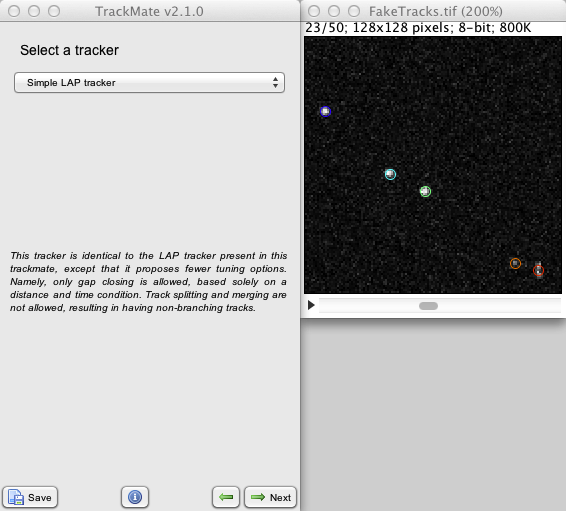 TrackMate v2.1.0
Select a tracker
Simple LAP tracker
This tracker is identical to the LAP tracker present in this
trackmate, except that it proposes fewer tuning options.
Namely, only gap closing is allowed, based solely on a
distance and time condition. Track splitting and merging are
not allowed, resulting in having non-branching tracks.
Save
Next
FakeTracks.tif (200%)
23/50; 128x128 pixels; 8-bit; 800K